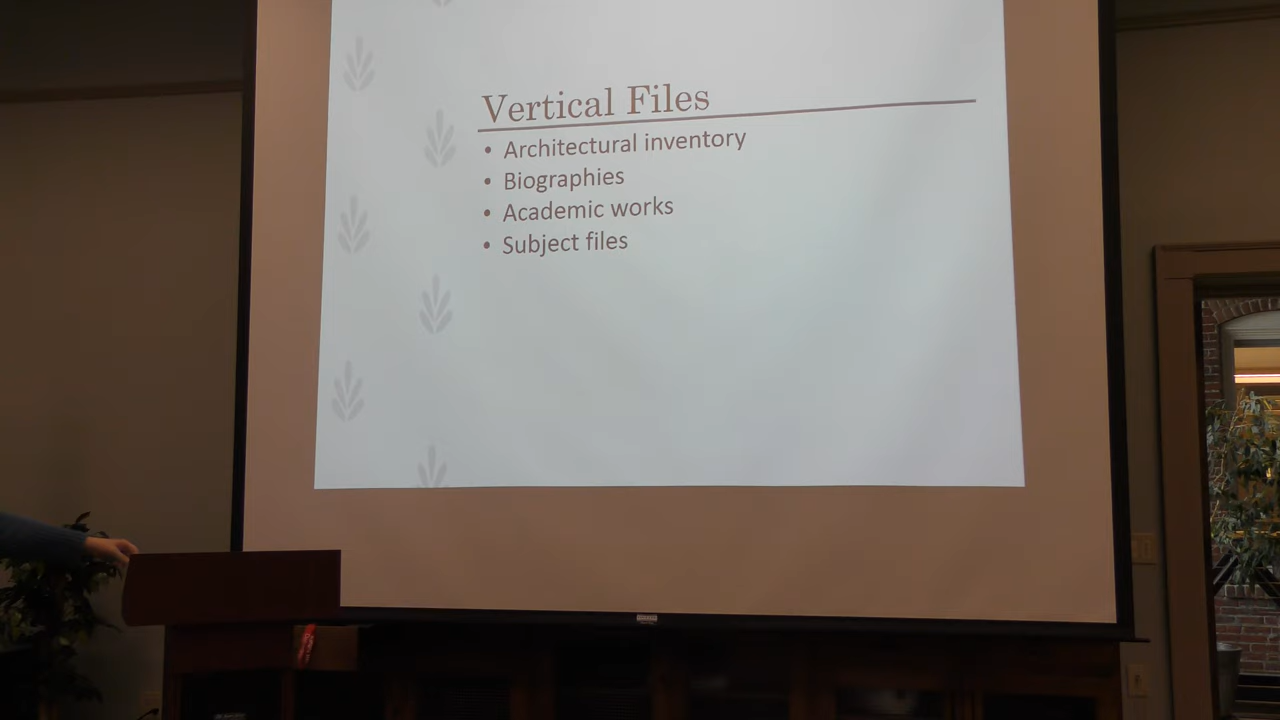 Vertical Files
• Architectural inventory
• Biographies
• Academic works
• Subject files